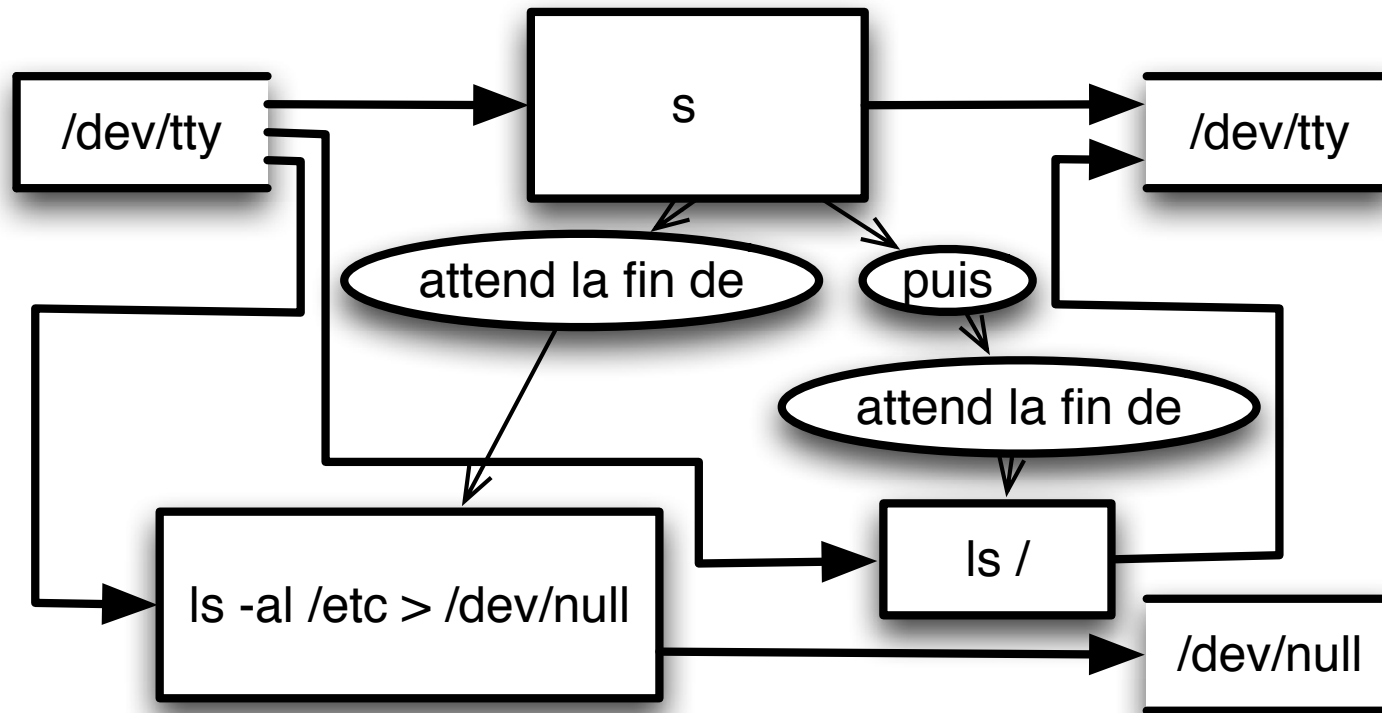 /dev/tty
s
/dev/tty
attend la fin de
puis
attend la fin de
ls -al /etc > /dev/null
ls /
/dev/null